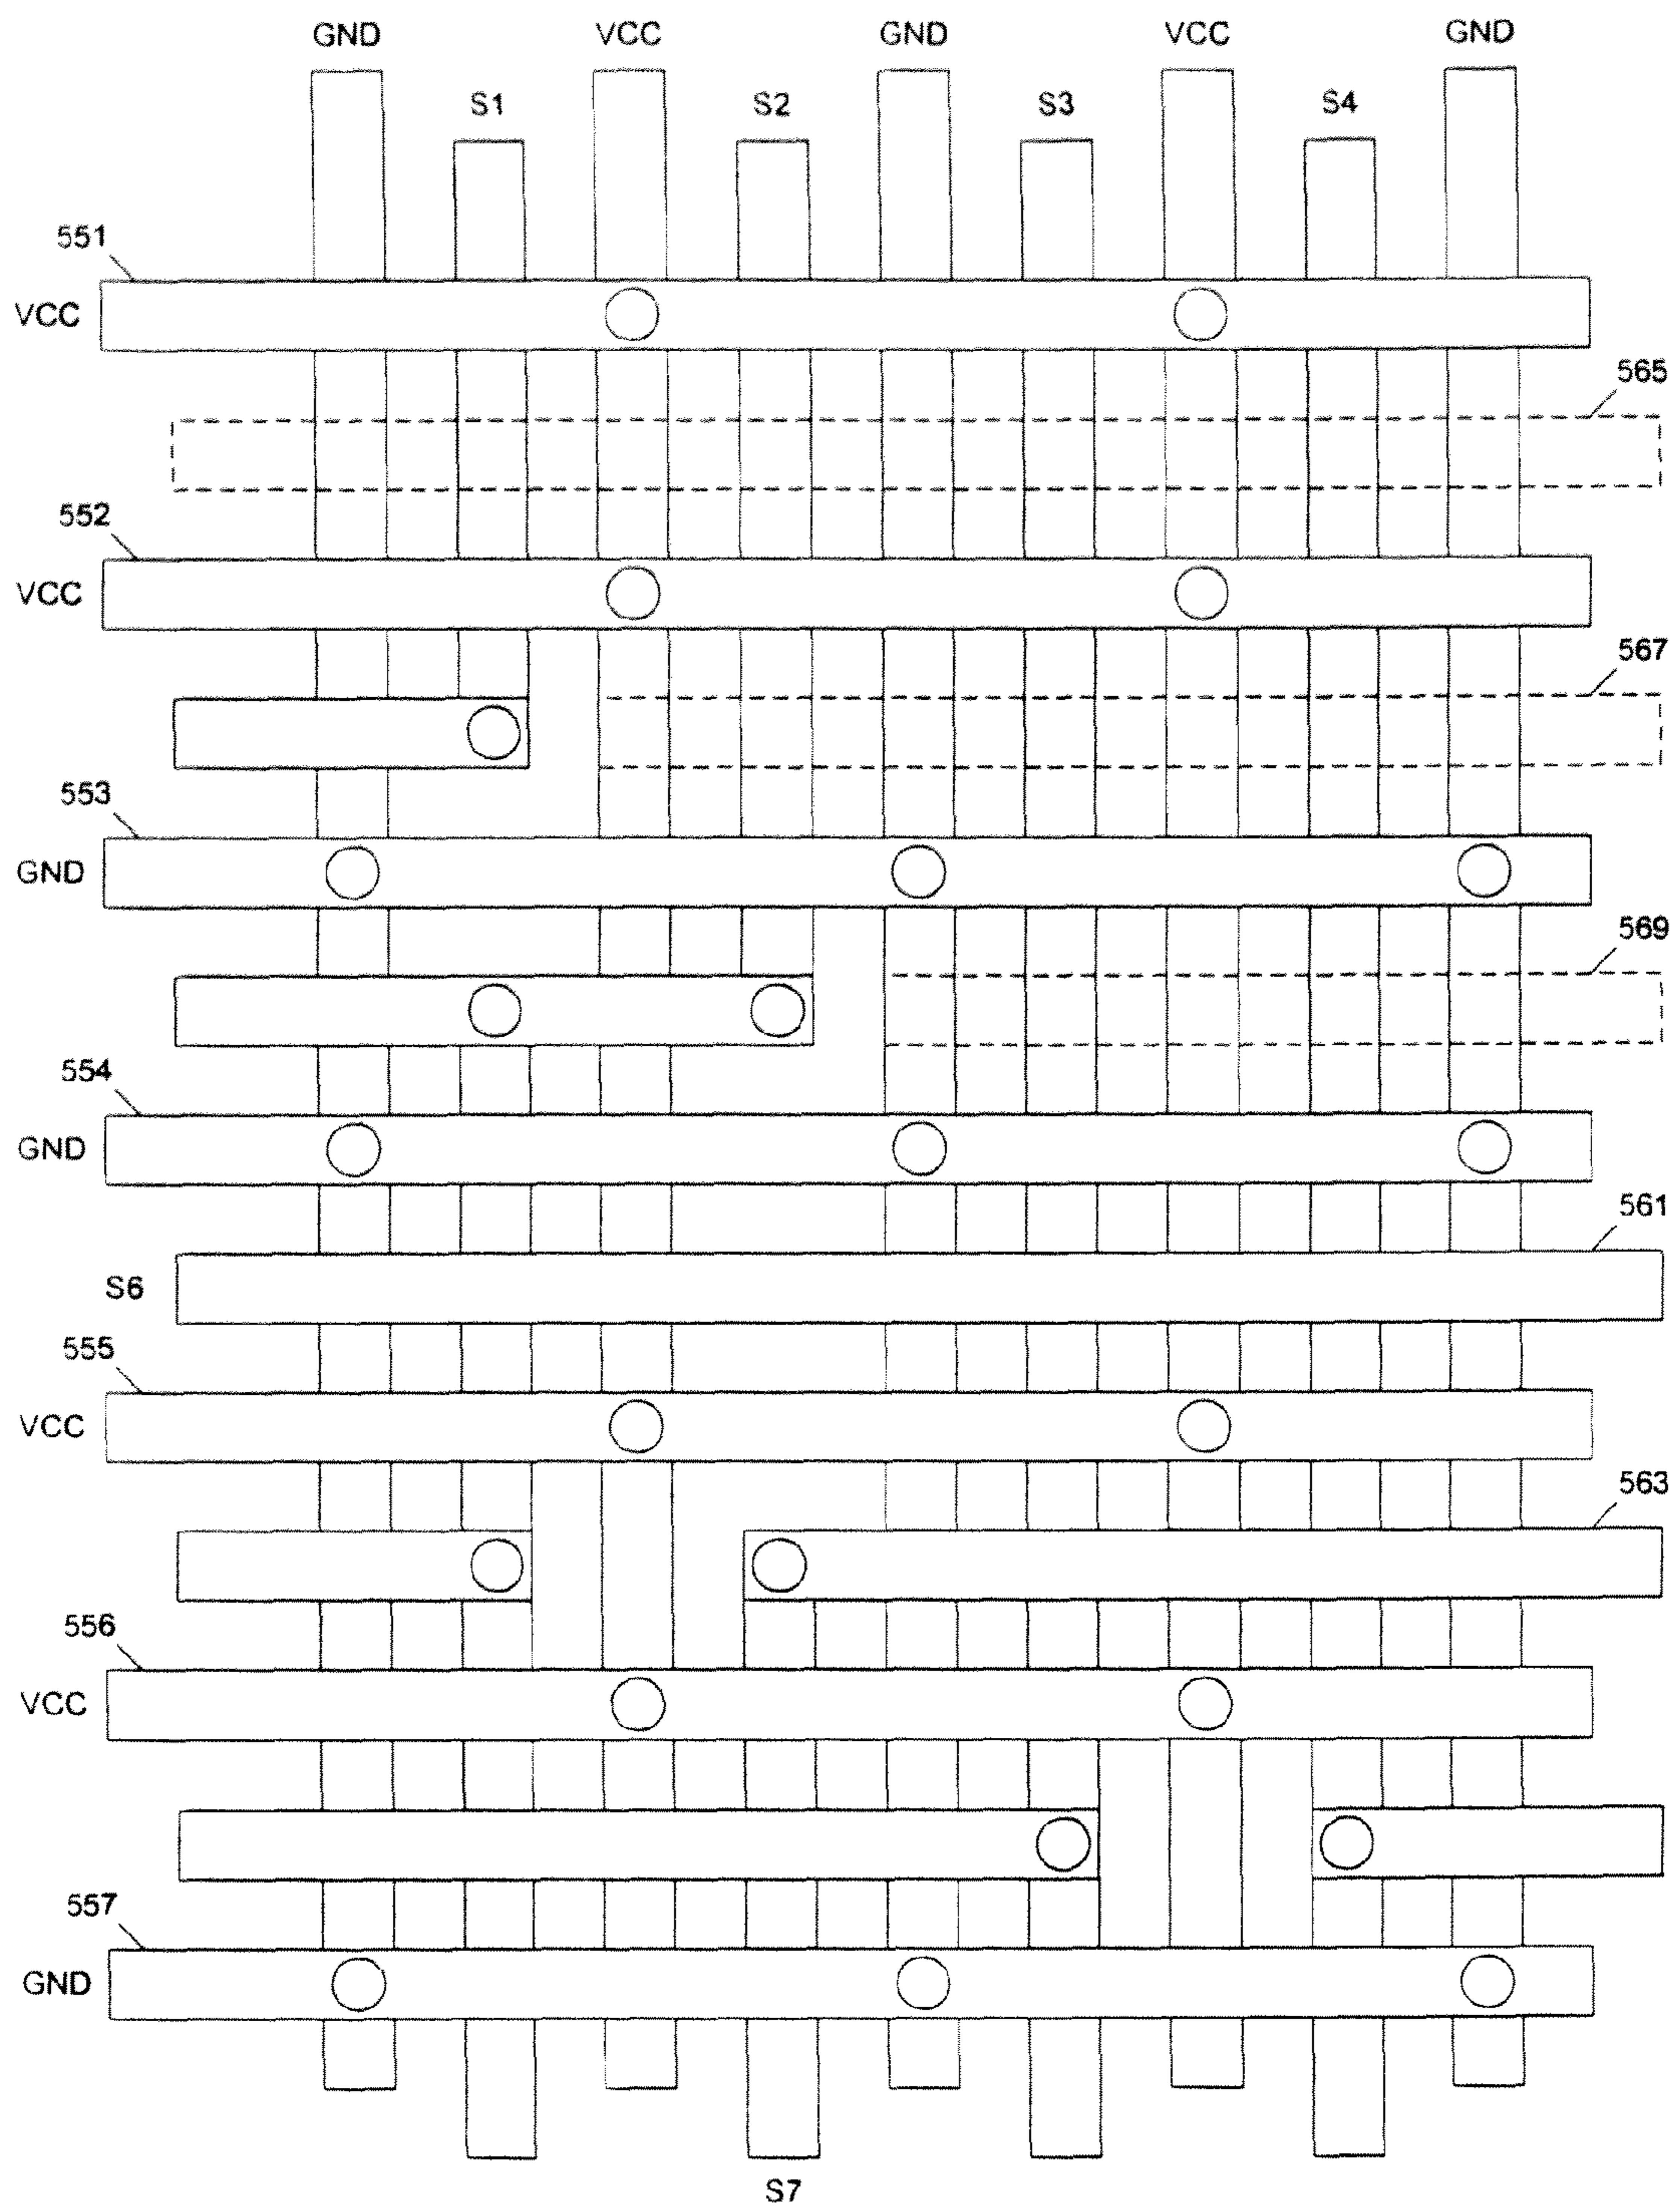 GND VCC GND VCC GND
S1 S2 S3 S4
551
VCC
565
552
VCC
567
553
GND
569
554
GND
561
S6
555
VCC
563
556
VCC
557
GND
S7